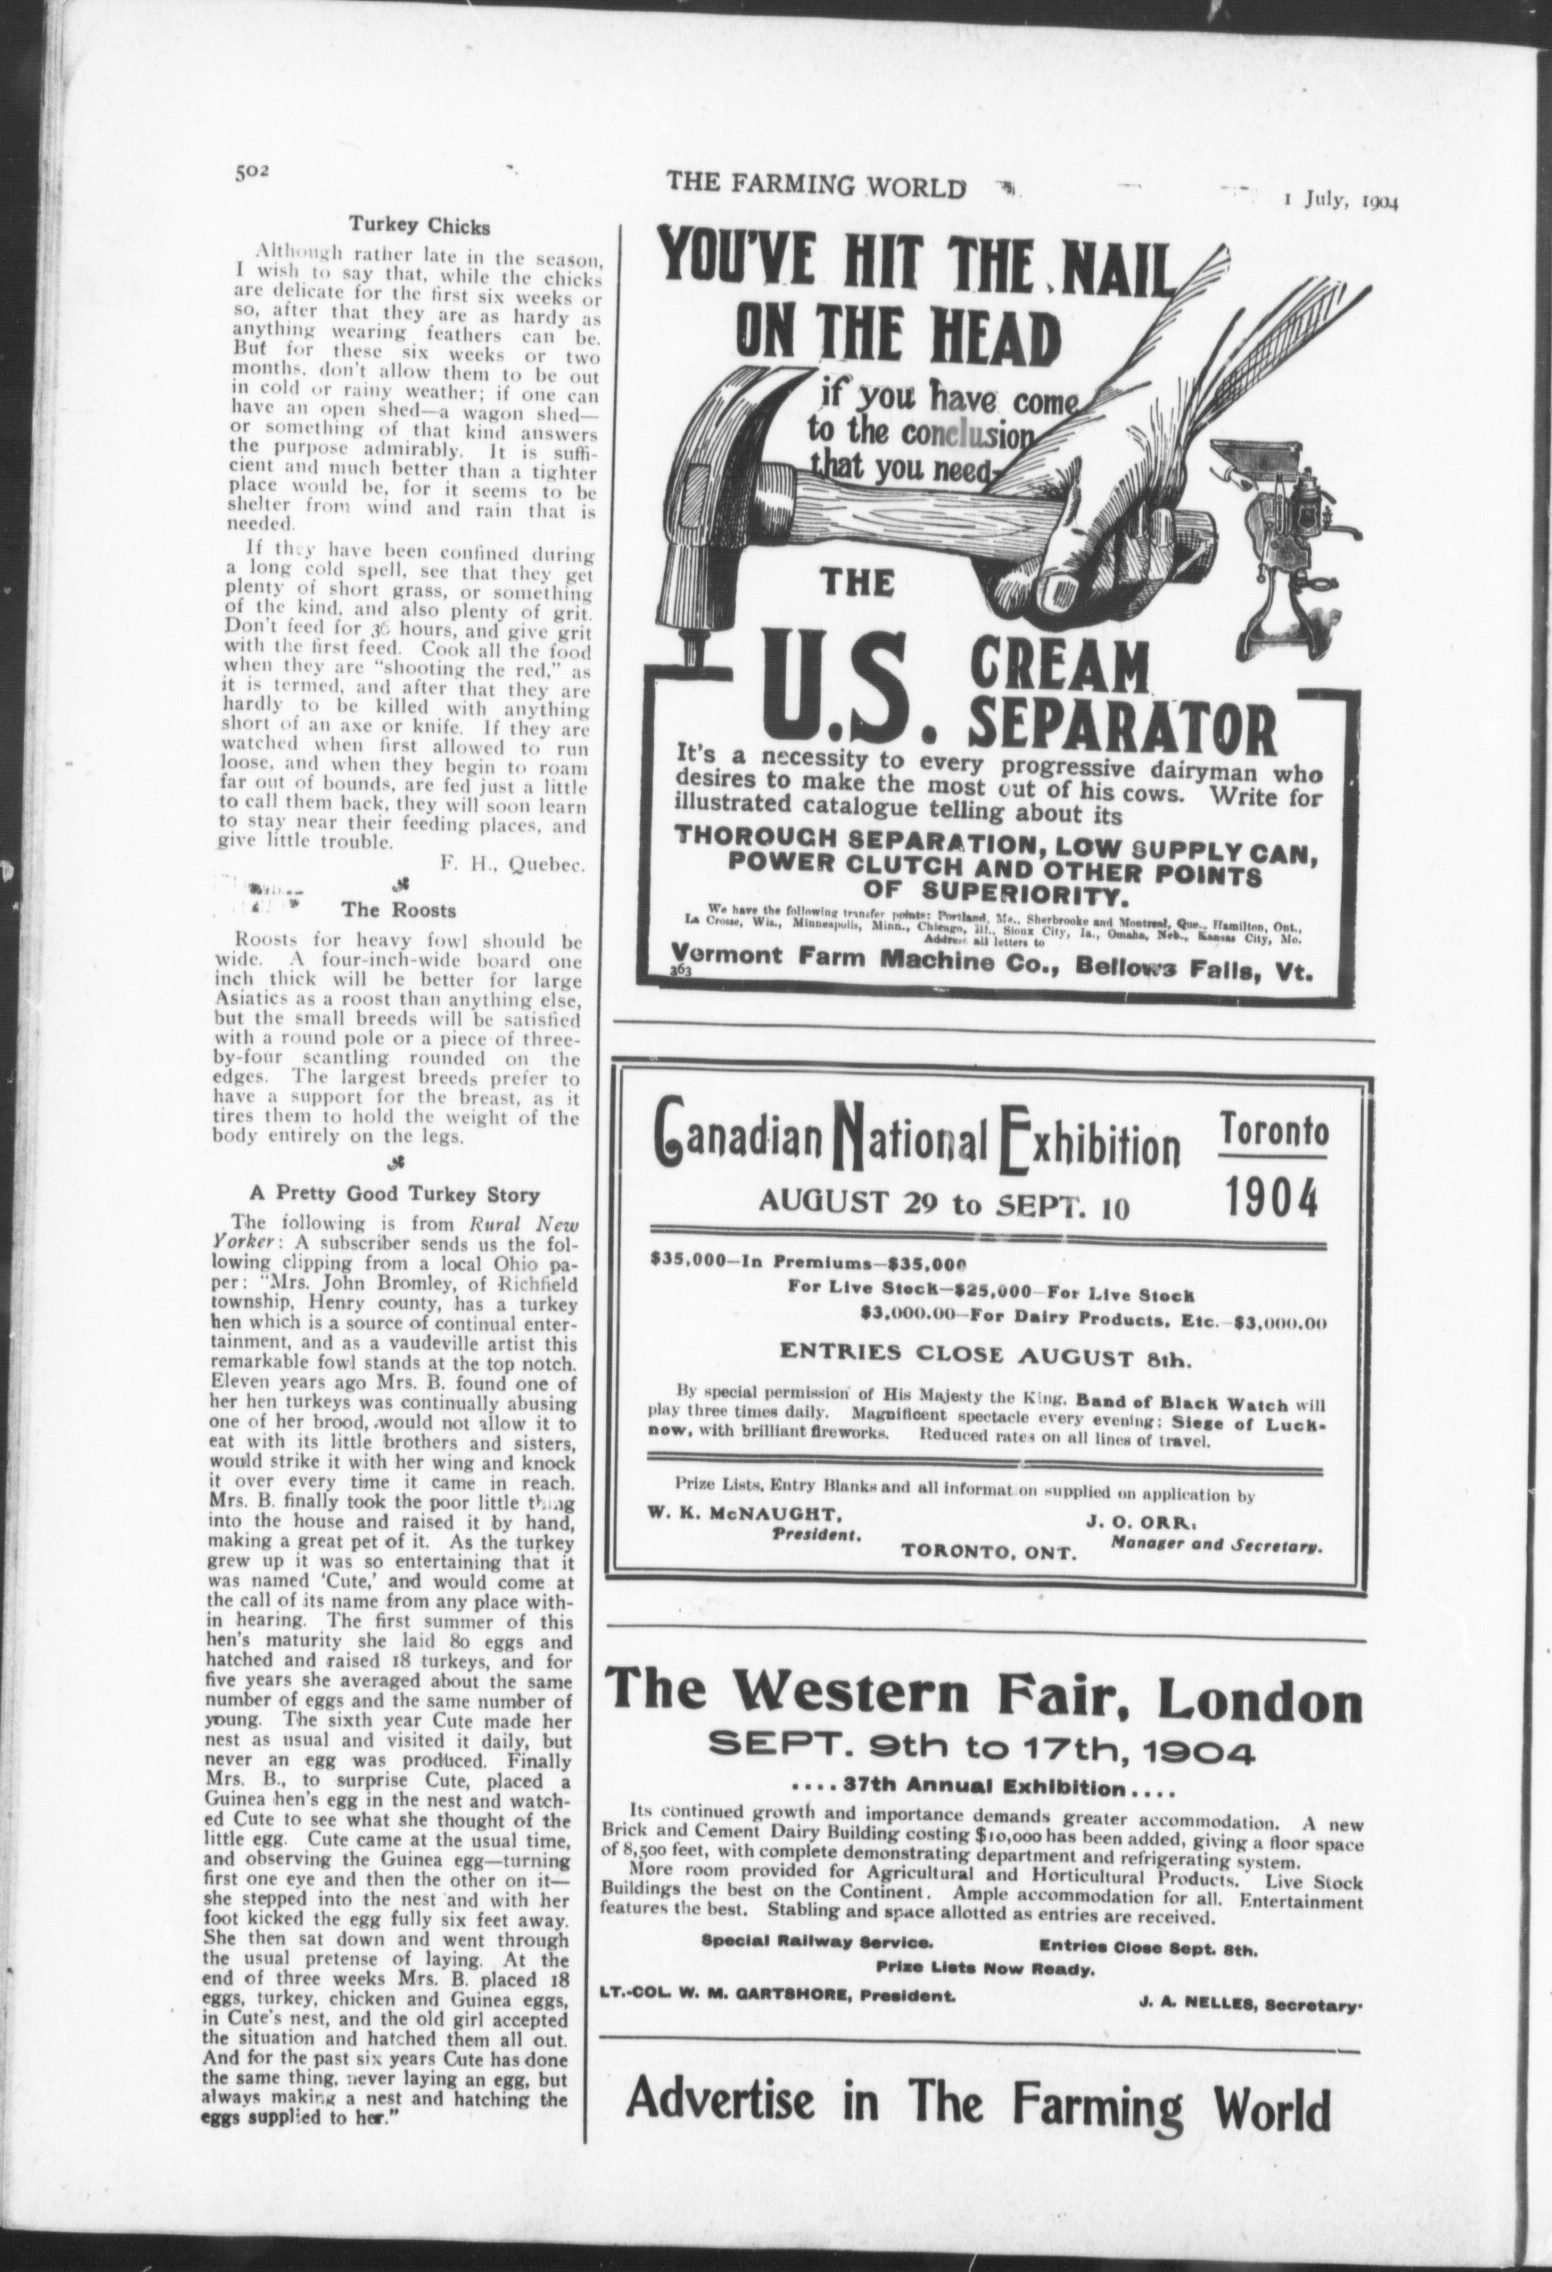 502
THE FARMING WORLD
1 July, 1904
Turkey Chicks
Although rather late in the season,
I wish to say that, while the chicks
are delicate for the first six weeks or
so, after that they are as hardy as
anything wearing feathers can be.
But for these six weeks or two
months, don't allow them to be out
in cold or rainy weather; if one can
have an open shed—a wagon shed—
or something of that kind answers
the purpose admirably. It is suffi-
cient and much better than a tighter
place would be, for it seems to be
shelter from wind and rain that is
needed.
If they have been confined during
a long cold spell, see that they get
plenty of short grass, or something
of the kind, and also plenty of grit.
Don't feed for 36 hours, and give grit
with the first feed. Cook all the food
when they are "shooting the red," as
it is termed, and after that they are
hardly to be killed with anything
short of an axe or knife. If they are
watched when first allowed to run
loose, and when they begin to roam
far out of bounds, are fed just a little
to call them back, they will soon learn
to stay near their feeding places, and
give little trouble.
F. H., Quebec.
The Roosts
Roosts for heavy fowl should be
wide. A four-inch-wide board one
inch thick will be better for large
Asiatics as a roost than anything else,
but the small breeds will be satisfied
with a round pole or a piece of three-
by-four scantling rounded on the
edges. The largest breeds prefer to
have a support for the breast, as it
tires them to hold the weight of the
body entirely on the legs.
A Pretty Good Turkey Story
The following is from Rural New
Yorker: A subscriber sends us the fol-
lowing clipping from a local Ohio pa-
per: "Mrs. John Bromley, of Richfield
township, Henry county, has a turkey
hen which is a source of continual enter-
tainment, and as a vaudeville artist this
remarkable fowl stands at the top notch.
Eleven years ago Mrs. B. found one of
her hen turkeys was continually abusing
one of her brood, would not allow it to
eat with its little brothers and sisters,
would strike it with her wing and knock
it over every time it came in reach.
Mrs. B. finally took the poor little thing
into the house and raised it by hand,
making a great pet of it. As the turkey
grew up it was so entertaining that it
was named 'Cute,' and would come at
the call of its name from any place with-
in hearing. The first summer of this
hen's maturity she laid 80 eggs and
hatched and raised 18 turkeys, and for
five years she averaged about the same
number of eggs and the same number of
young. The sixth year Cute made her
nest as usual and visited it daily, but
never an egg was produced. Finally
Mrs. B., to surprise Cute, placed a
Guinea hen's egg in the nest and watch-
ed Cute to see what she thought of the
little egg. Cute came at the usual time,
and observing the Guinea egg—turning
first one eye and then the other on it—
she stepped into the nest and with her
foot kicked the egg fully six feet away.
She then sat down and went through
the usual pretense of laying. At the
end of three weeks Mrs. B. placed 18
eggs, turkey, chicken and Guinea eggs,
in Cute's nest, and the old girl accepted
the situation and hatched them all out.
And for the past six years Cute has done
the same thing, never laying an egg, but
always making a nest and hatching the
eggs supplied to her."
YOU'VE HIT THE NAIL
ON THE HEAD
if you have come
to the conclusion
that you need
THE
U.S. CREAM
SEPARATOR
It's a necessity to every progressive dairyman who
desires to make the most out of his cows. Write for
illustrated catalogue telling about its
THOROUGH SEPARATION, LOW SUPPLY CAN,
POWER CLUTCH AND OTHER POINTS
OF SUPERIORITY.
We have the following transfer points: Portland, Me., Sherbrooke and Montreal, Que., Hamilton, Ont.,
La Crosse, Wis., Minneapolis, Minn., Chicago, Ill., Sioux City, Ia., Omaha, Neb., Kansas City, Mo.
Address all letters to
Vermont Farm Machine Co., Bellows Falls, Vt.
363
Canadian National Exhibition
Toronto
1904
AUGUST 29 to SEPT. 10
$35,000—In Premiums—$35,000
For Live Stock—$25,000—For Live Stock
$3,000.00—For Dairy Products, Etc.—$3,000.00
ENTRIES CLOSE AUGUST 8th.
By special permission of His Majesty the King, Band of Black Watch will
play three times daily. Magnificent spectacle every evening; Siege of Luck-
now, with brilliant fireworks. Reduced rates on all lines of travel.
Prize Lists, Entry Blanks and all information supplied on application by
W. K. McNAUGHT,
President.
J. O. ORR,
Manager and Secretary.
TORONTO, ONT.
The Western Fair, London
SEPT. 9th to 17th, 1904
....37th Annual Exhibition....
Its continued growth and importance demands greater accommodation. A new
Brick and Cement Dairy Building costing $10,000 has been added, giving a floor space
of 8,500 feet, with complete demonstrating department and refrigerating system.
More room provided for Agricultural and Horticultural Products. Live Stock
Buildings the best on the Continent. Ample accommodation for all. Entertainment
features the best. Stabling and space allotted as entries are received.
Special Railway Service. Entries Close Sept. 8th.
Prize Lists Now Ready.
LT.-COL. W. M. GARTSHORE, President.
J. A. NELLES, Secretary.
Advertise in The Farming World